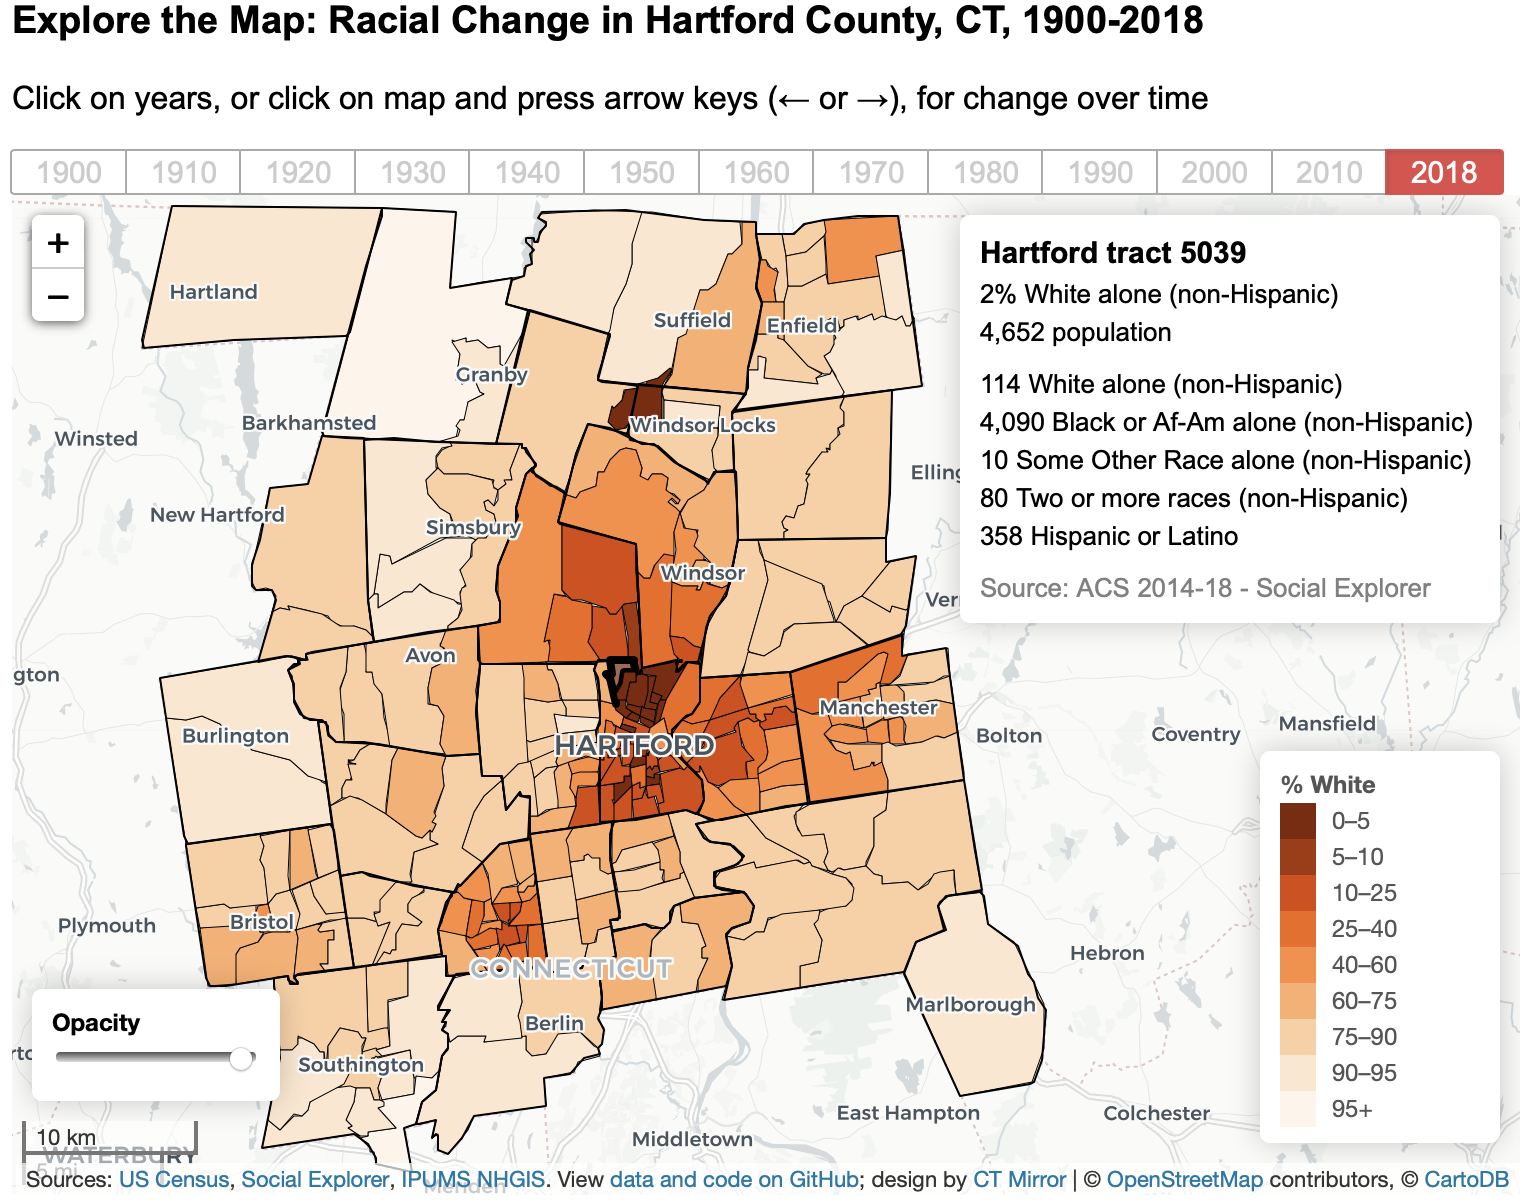 Explore the Map: Racial Change in Hartford County, CT, 1900-2018
Click on years, or click on map and press arrow keys (← or →), for change over time
1900 1910 1920 1930 1940 1950 1960 1970 1980 1990 2000 2010 2018
+
−
Hartford tract 5039
2% White alone (non-Hispanic)
4,652 population
114 White alone (non-Hispanic)
4,090 Black or Af-Am alone (non-Hispanic)
10 Some Other Race alone (non-Hispanic)
80 Two or more races (non-Hispanic)
358 Hispanic or Latino
Source: ACS 2014-18 - Social Explorer
Hartland
Suffield
Enfield
Granby
Barkhamsted
Windsor Locks
Winsted
Elling
New Hartford
Simsbury
Windsor
Ver
Avon
gton
Manchester
Burlington
HARTFORD
Bolton
Coventry
Mansfield
Plymouth
Bristol
Hebron
CONNECTICUT
Marlborough
Berlin
Southington
East Hampton
Colchester
Middletown
WATERBURY
Meriden
% White
0–5
5–10
10–25
25–40
40–60
60–75
75–90
90–95
95+
Opacity
10 km
5 mi
Sources: US Census, Social Explorer, IPUMS NHGIS. View data and code on GitHub; design by CT Mirror | © OpenStreetMap contributors, © CartoDB